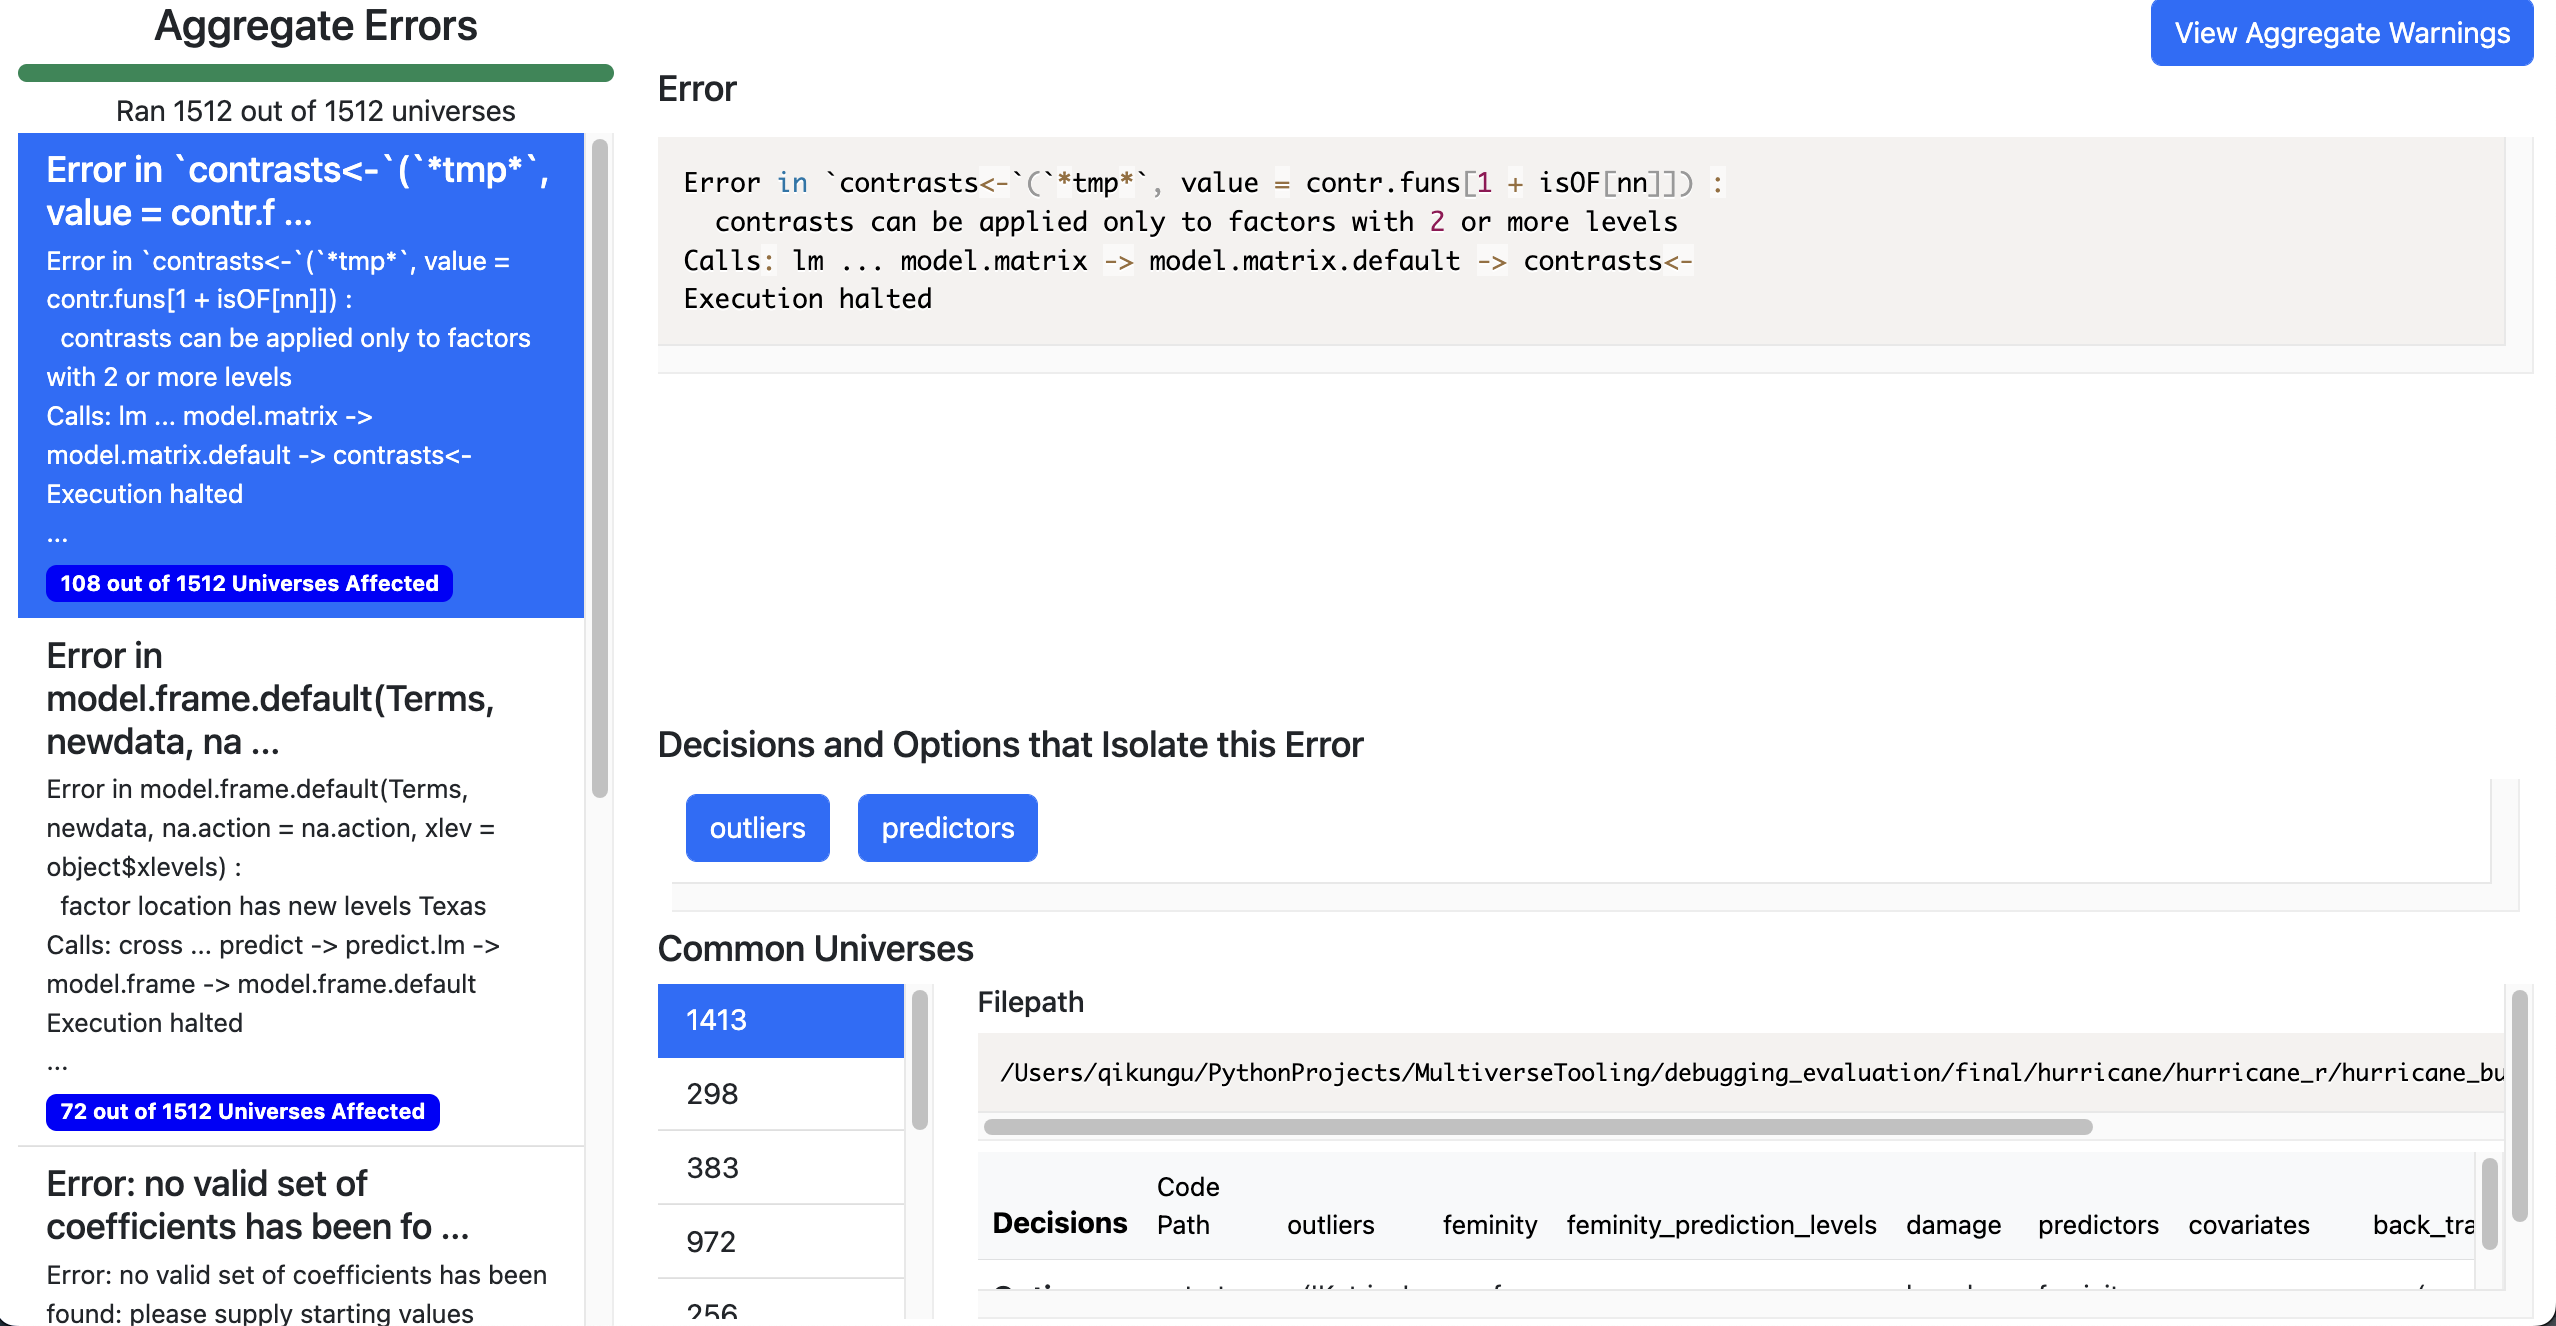 Aggregate Errors
Ran 1512 out of 1512 universes
Error in `contrasts<-`(`*tmp*`,
value = contr.f ...
Error in `contrasts<-`(`*tmp*`, value =
contr.funs[1 + isOF[nn]]) :
contrasts can be applied only to factors
with 2 or more levels
Calls: lm ... model.matrix ->
model.matrix.default -> contrasts<-
Execution halted
...
108 out of 1512 Universes Affected
Error in
model.frame.default(Terms,
newdata, na ...
Error in model.frame.default(Terms,
newdata, na.action = na.action, xlev =
object$xlevels) :
factor location has new levels Texas
Calls: cross ... predict -> predict.lm ->
model.frame -> model.frame.default
Execution halted
...
72 out of 1512 Universes Affected
Error: no valid set of
coefficients has been fo ...
Error: no valid set of coefficients has been
found: please supply starting values
View Aggregate Warnings
Error
Error in `contrasts<-`(`*tmp*`, value = contr.funs[1 + isOF[nn]]) :
contrasts can be applied only to factors with 2 or more levels
Calls: lm ... model.matrix -> model.matrix.default -> contrasts<-
Execution halted
Decisions and Options that Isolate this Error
outliers predictors
Common Universes
1413
298
383
972
256
Filepath
/Users/qikungu/PythonProjects/MultiverseTooling/debugging_evaluation/final/hurricane/hurricane_r/hurricane_bu
Decisions Code Path outliers feminity feminity_prediction_levels damage predictors covariates back_tra